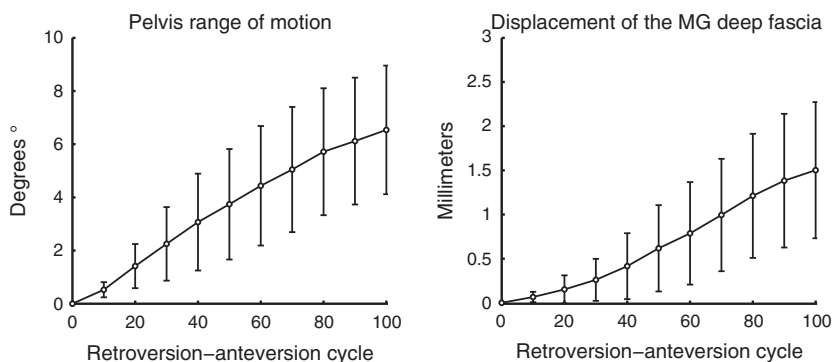 Pelvis range of motion
10
8
6
4
2
0
Degrees °
0 20 40 60 80 100
Retroversion–anteversion cycle
Displacement of the MG deep fascia
3
2.5
2
1.5
1
0.5
0
Millimeters
0 20 40 60 80 100
Retroversion–anteversion cycle